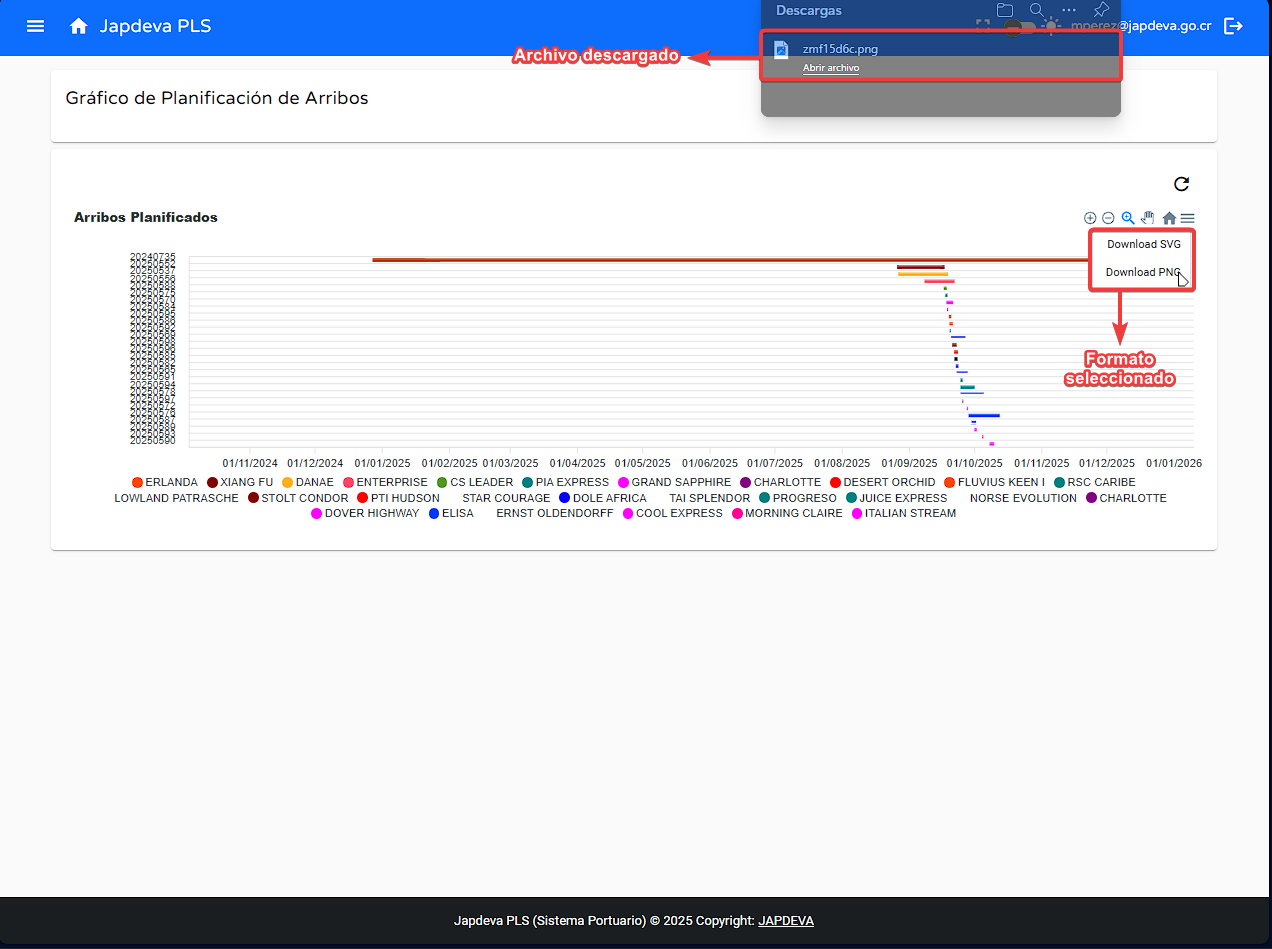 Japdeva PLS
Descargas
mperez@japdeva.go.cr
zmf15d6c.png
Abrir archivo
Archivo descargado
Gráfico de Planificación de Arribos
Arribos Planificados
Download SVG
Download PNG
Formato
seleccionado
20240735
20250552
20250537
20250556
20250588
20250575
20250570
20250584
20250595
20250586
20250592
20250569
20250598
20250596
20250585
20250582
20250565
20250591
20250594
20250578
20250572
20250576
20250587
20250589
20250593
20250590
01/11/2024 01/12/2024 01/01/2025 01/02/2025 01/03/2025 01/04/2025 01/05/2025 01/06/2025 01/07/2025 01/08/2025 01/09/2025 01/10/2025 01/11/2025 01/12/2025 01/01/2026
ERLANDA XIANG FU DANAE ENTERPRISE CS LEADER PIA EXPRESS GRAND SAPPHIRE CHARLOTTE DESERT ORCHID FLUVIUS KEEN I RSC CARIBE
LOWLAND PATRASCHE STOLT CONDOR PTI HUDSON STAR COURAGE DOLE AFRICA TAI SPLENDOR PROGRESO JUICE EXPRESS NORSE EVOLUTION CHARLOTTE
DOVER HIGHWAY ELISA ERNST OLDENDORFF COOL EXPRESS MORNING CLAIRE ITALIAN STREAM
Japdeva PLS (Sistema Portuario) © 2025 Copyright: JAPDEVA